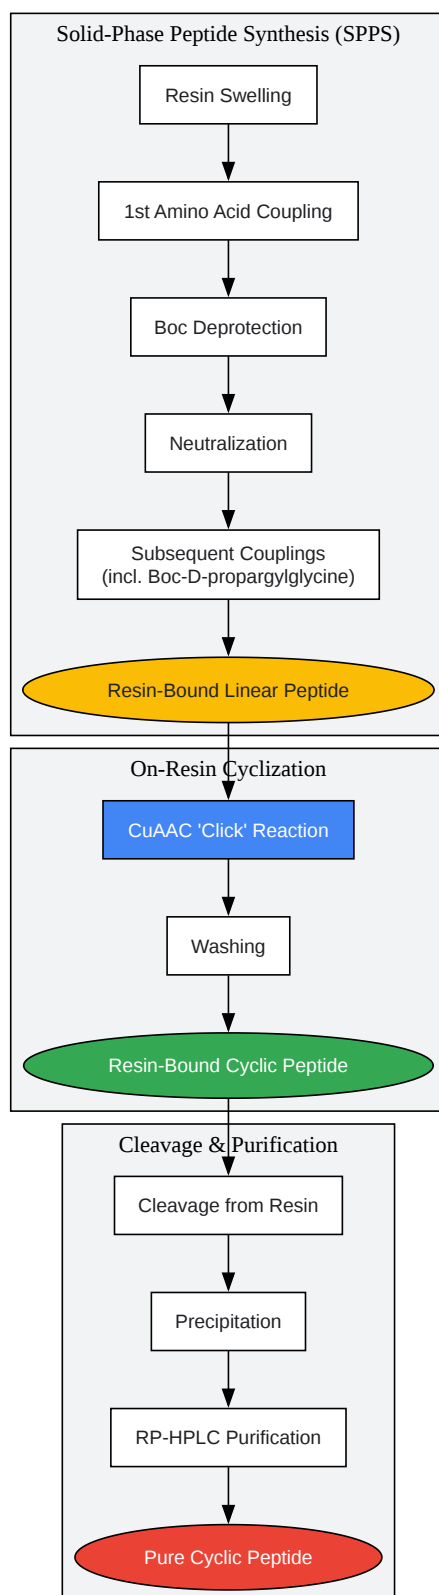 Solid-Phase Peptide Synthesis (SPPS)
Resin Swelling
1st Amino Acid Coupling
Boc Deprotection
Neutralization
Subsequent Couplings
(incl. Boc-D-propargylglycine)
Resin-Bound Linear Peptide
On-Resin Cyclization
CuAAC 'Click' Reaction
Washing
Resin-Bound Cyclic Peptide
Cleavage & Purification
Cleavage from Resin
Precipitation
RP-HPLC Purification
Pure Cyclic Peptide